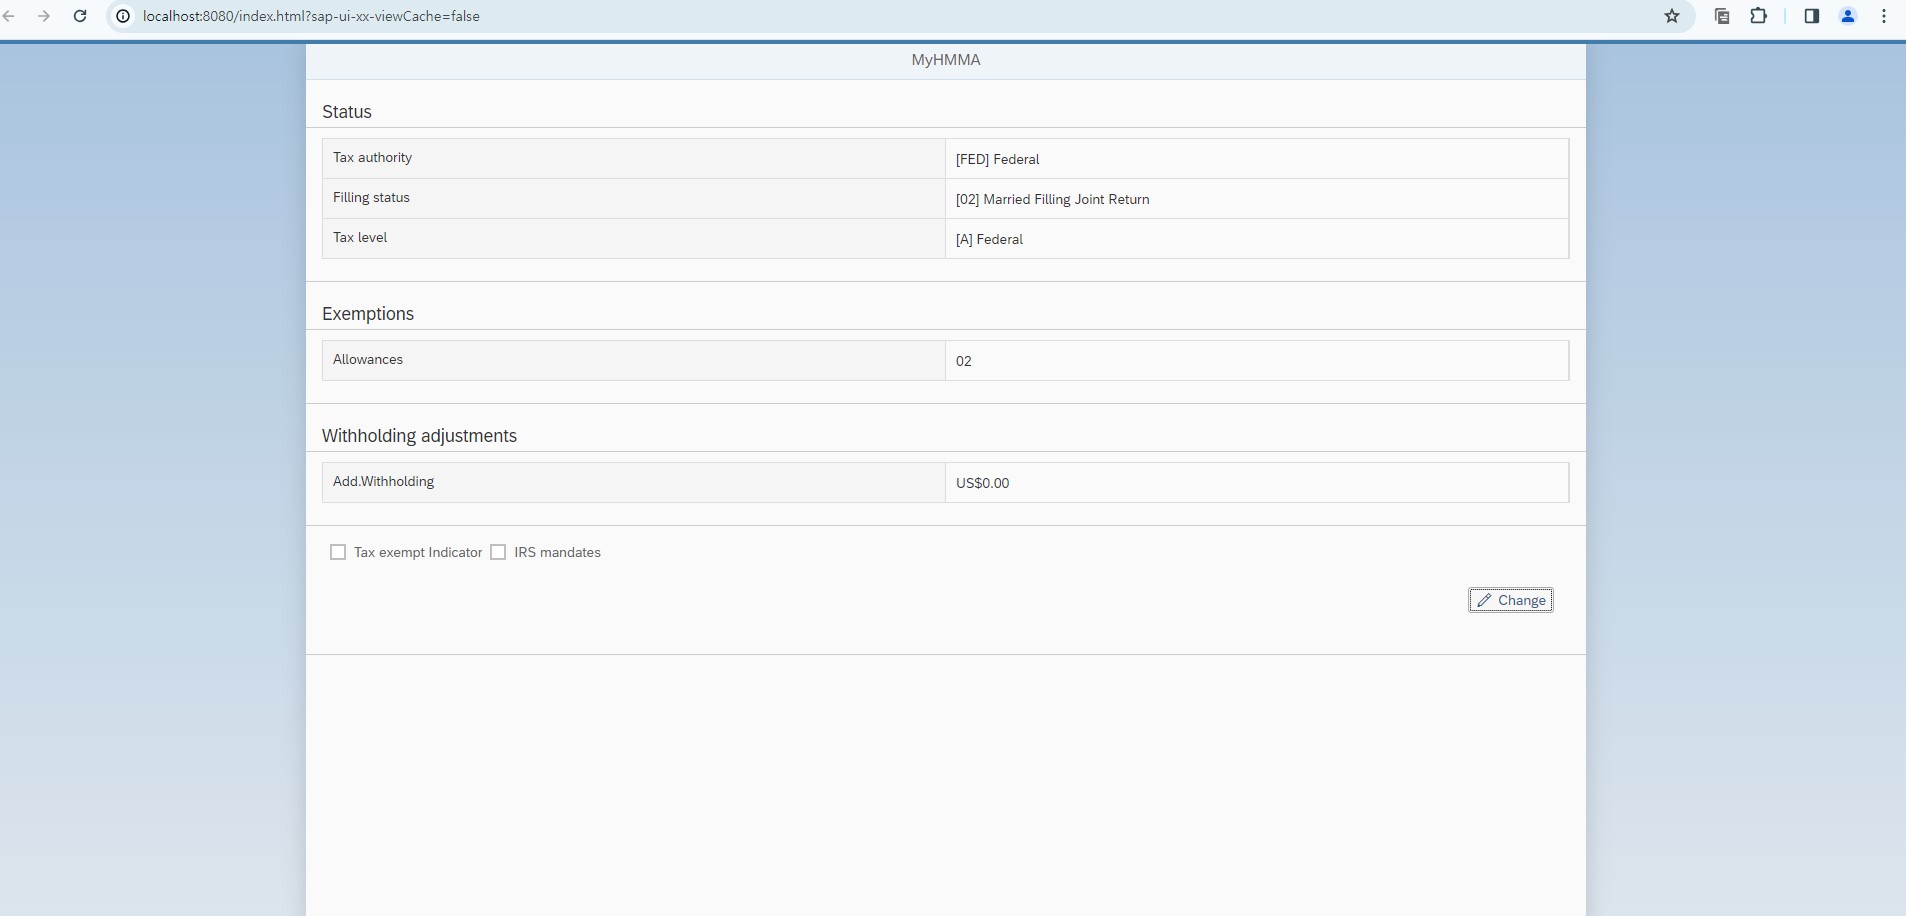 localhost:8080/index.html?sap-ui-xx-viewCache=false
MyHMMA
Status
Tax authority [FED] Federal
Filling status [02] Married Filling Joint Return
Tax level [A] Federal
Exemptions
Allowances 02
Withholding adjustments
Add.Withholding US$0.00
Tax exempt Indicator IRS mandates
Change